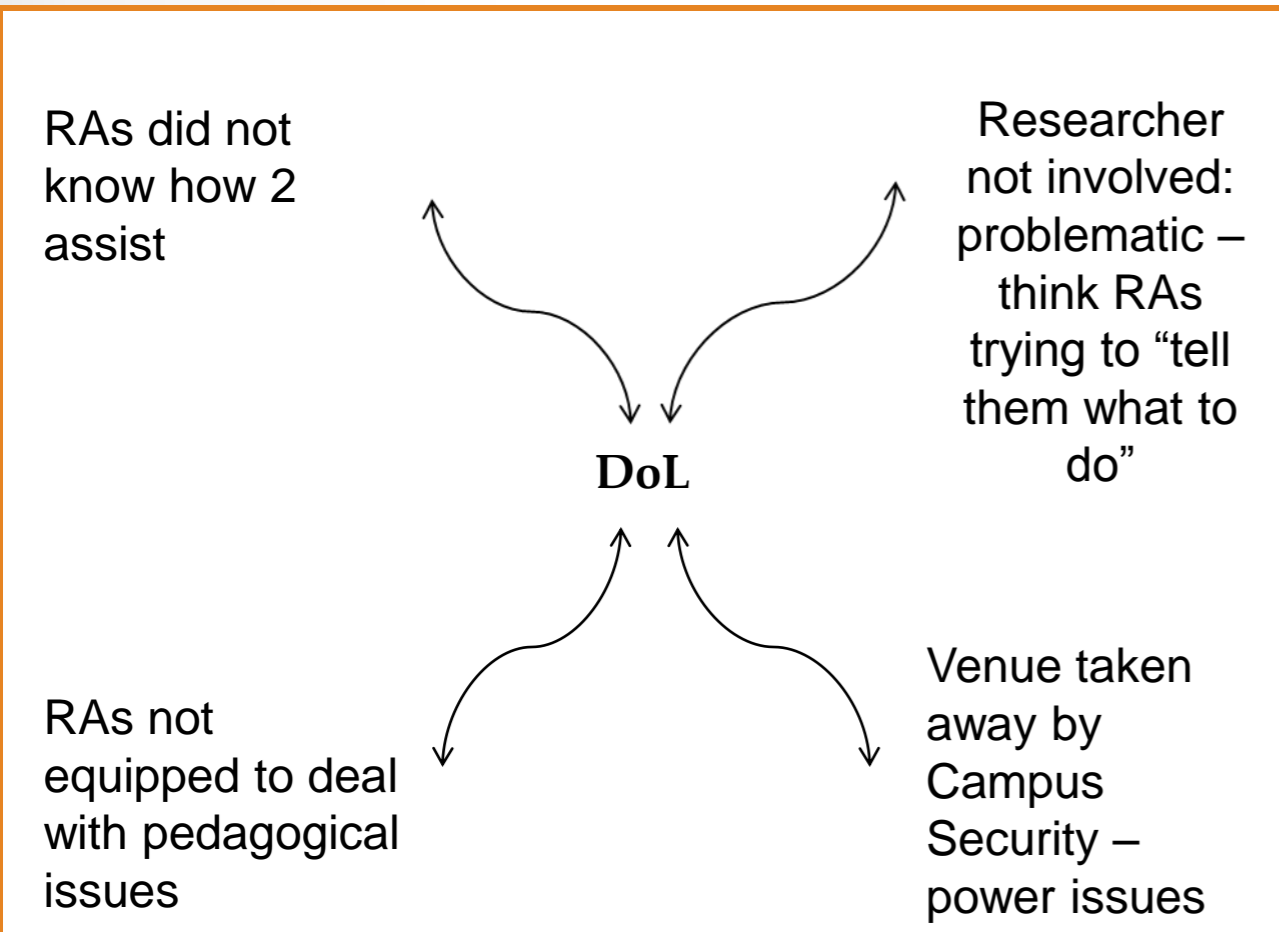 RAs did not
know how 2
assist
Researcher
not involved:
problematic –
think RAs
trying to “tell
them what to
do”
DoL
RAs not
equipped to deal
with pedagogical
issues
Venue taken
away by
Campus
Security –
power issues